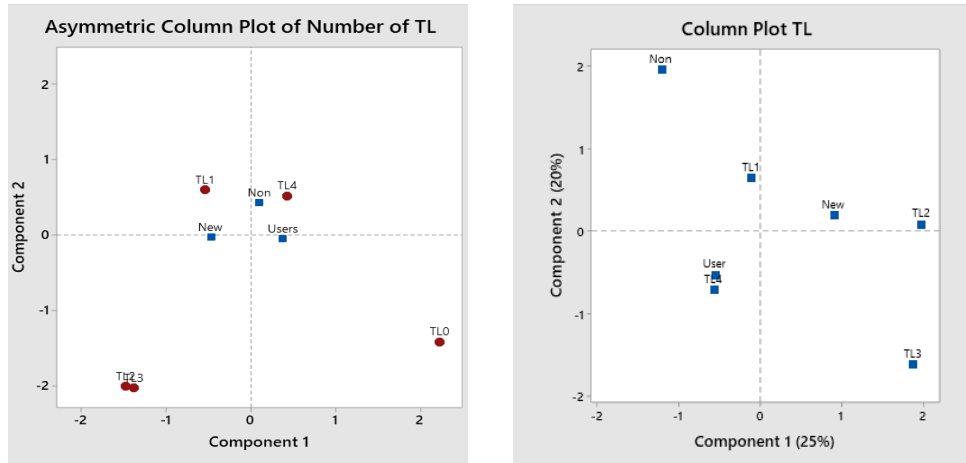 Asymmetric Column Plot of Number of TL
2
1
0
-1
-2
Component 2
TL1
TL4
Non
New
Users
TL0
TL2
TL3
-2
-1
0
1
2
Component 1
Column Plot TL
2
1
0
-1
-2
Component 2 (20%)
Non
TL1
New
TL2
User
TL4
TL3
-2
-1
0
1
2
Component 1 (25%)